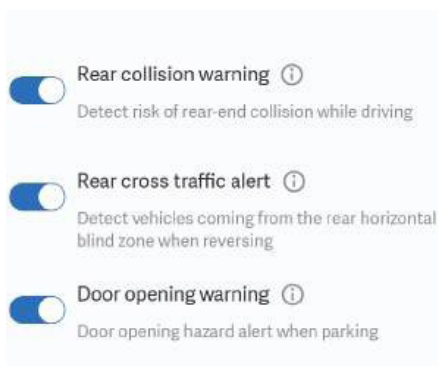 Rear collision warning
Detect risk of rear-end collision while driving
Rear cross traffic alert
Detect vehicles coming from the rear horizontal
blind zone when reversing
Door opening warning
Door opening hazard alert when parking